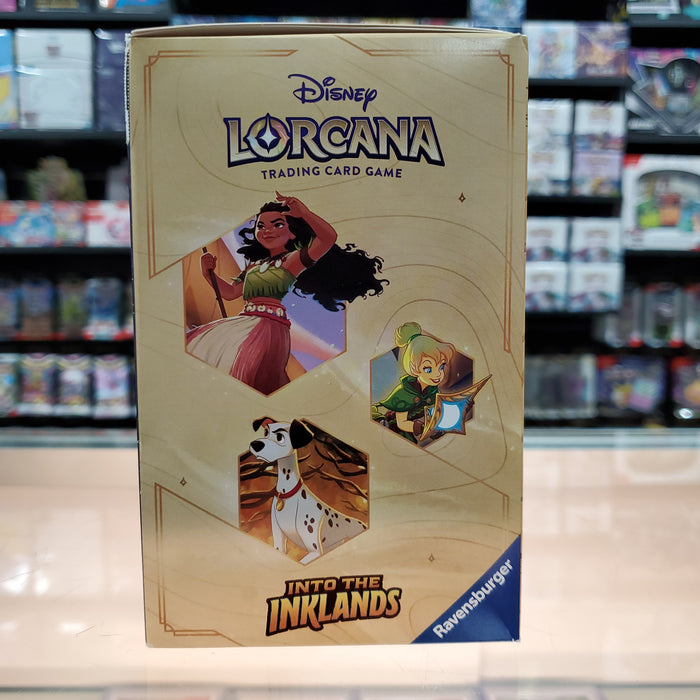 Disney
LORCANA
TRADING CARD GAME
INTO THE
INKLANDS
Ravensburger